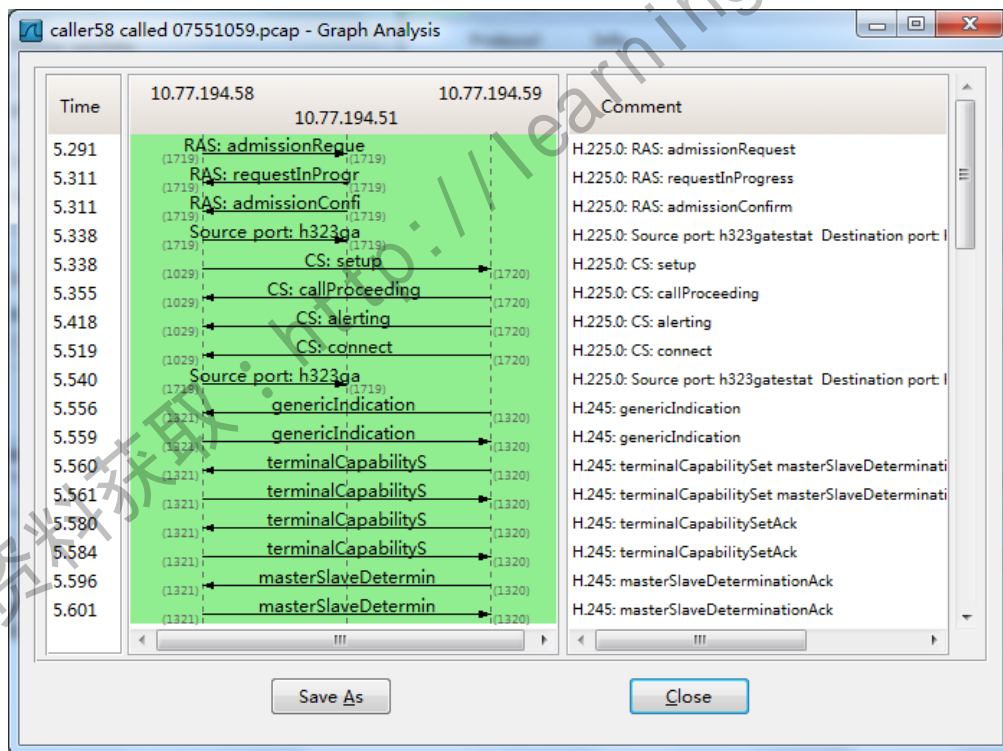 caller58 called 07551059.pcap - Graph Analysis
Time
10.77.194.58
10.77.194.51
10.77.194.59
Comment
5.291 RAS: admissionReque (1719) (1719) H.225.0: RAS: admissionRequest
5.311 RAS: requestInProgr (1719) (1719) H.225.0: RAS: requestInProgress
5.311 RAS: admissionConfi (1719) (1719) H.225.0: RAS: admissionConfirm
5.338 Source port: h323ga (1719) (1719) H.225.0: Source port: h323gatestat Destination port: h
5.338 CS: setup (1029) (1720) H.225.0: CS: setup
5.355 CS: callProceeding (1029) (1720) H.225.0: CS: callProceeding
5.418 CS: alerting (1029) (1720) H.225.0: CS: alerting
5.519 CS: connect (1029) (1720) H.225.0: CS: connect
5.540 Source port: h323ga (1719) (1719) H.225.0: Source port: h323gatestat Destination port: h
5.556 genericIndication (1321) (1320) H.245: genericIndication
5.559 genericIndication (1321) (1320) H.245: genericIndication
5.560 terminalCapabilityS (1321) (1320) H.245: terminalCapabilitySet masterSlaveDeterminati
5.561 terminalCapabilityS (1321) (1320) H.245: terminalCapabilitySet masterSlaveDeterminati
5.580 terminalCapabilityS (1321) (1320) H.245: terminalCapabilitySetAck
5.584 terminalCapabilityS (1321) (1320) H.245: terminalCapabilitySetAck
5.596 masterSlaveDetermin (1321) (1320) H.245: masterSlaveDeterminationAck
5.601 masterSlaveDetermin (1321) (1320) H.245: masterSlaveDeterminationAck
Save As
Close
资料获取：http://learning